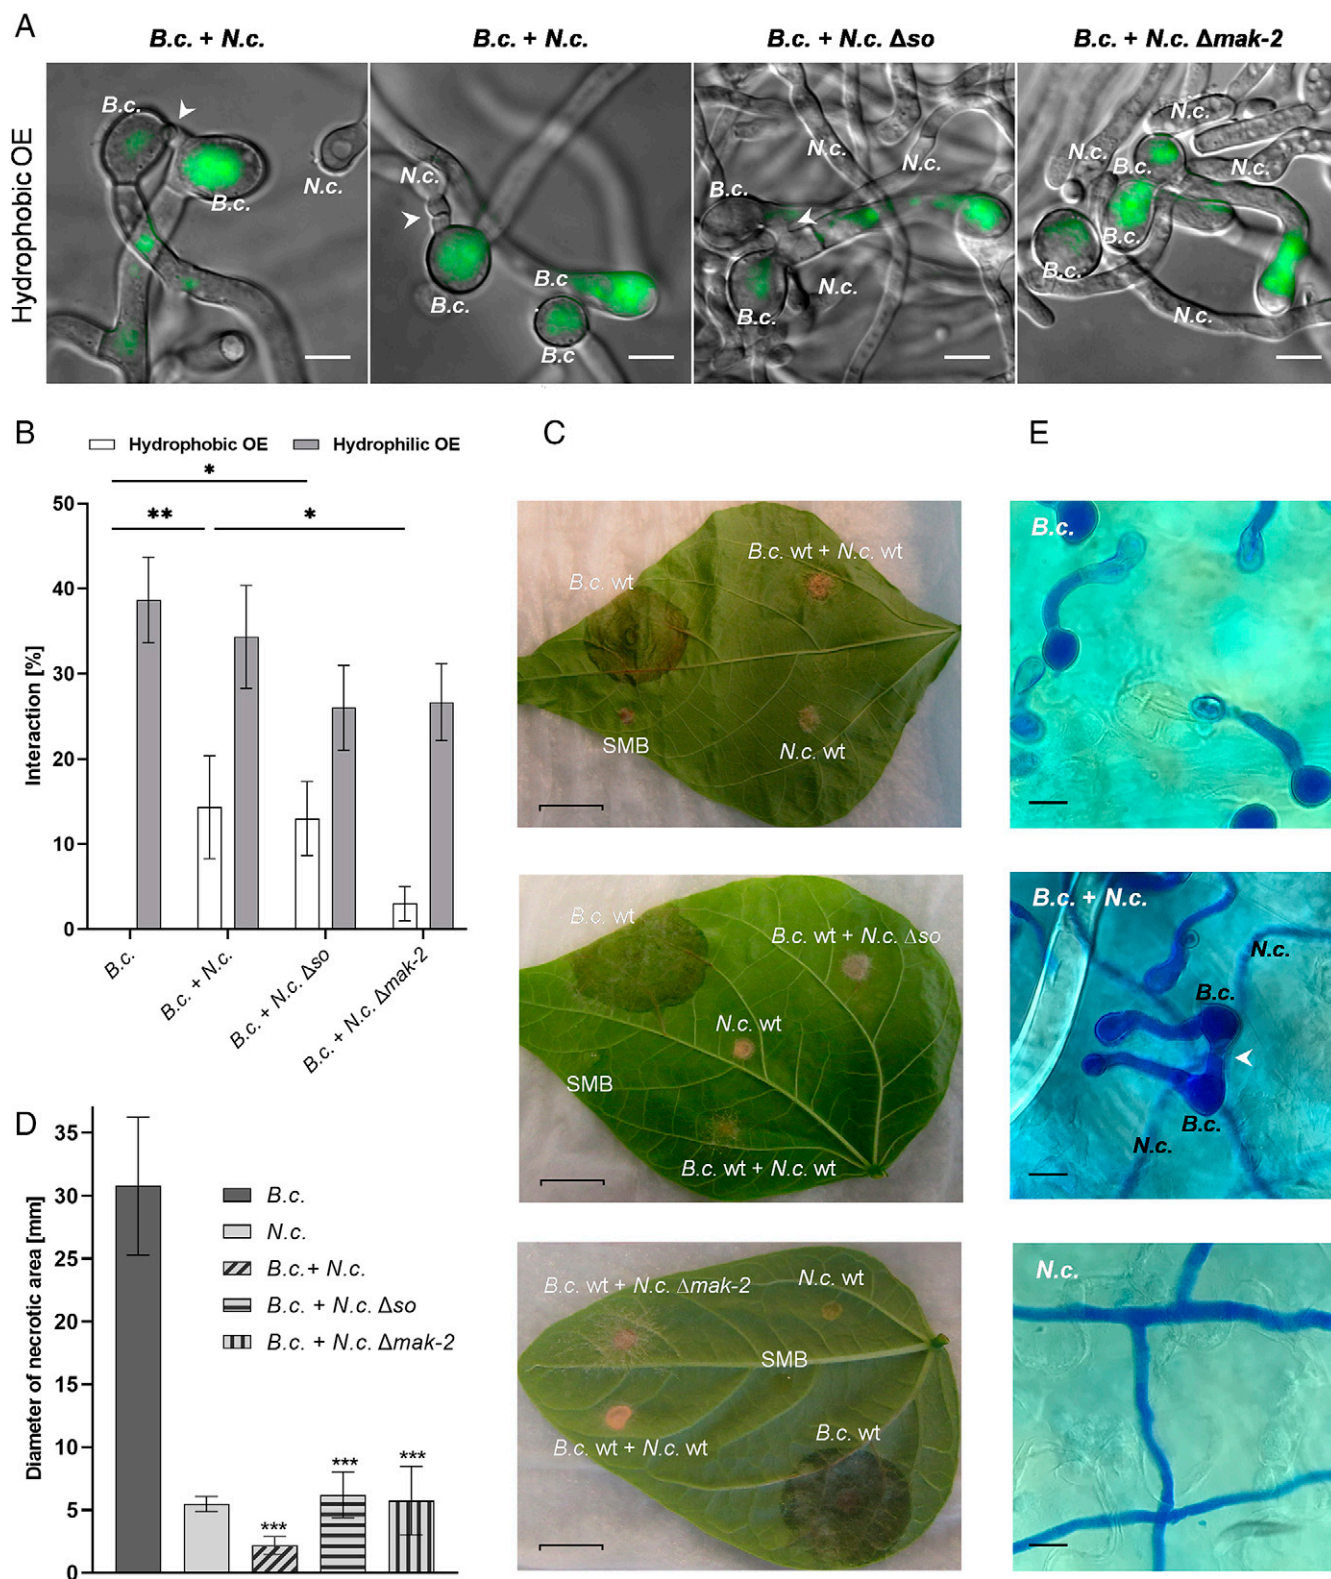 A
B.c. + N.c.
B.c. + N.c.
B.c. + N.c. Δso
B.c. + N.c. Δmak-2
Hydrophobic OE
B.c.
B.c.
N.c.
N.c.
B.c.
B.c
B.c
B.c.
N.c.
N.c.
B.c.
N.c.
N.c.
N.c.
B.c.
N.c.
B.c.
B.c.
N.c.
B
Hydrophobic OE
Hydrophilic OE
*
**
*
Interaction [%]
50
40
30
20
10
0
B.c.
B.c. + N.c.
B.c. + N.c. Δso
B.c. + N.c. Δmak-2
C
B.c. wt + N.c. wt
B.c. wt
SMB
N.c. wt
B.c. wt
B.c. wt + N.c. Δso
N.c. wt
SMB
B.c. wt + N.c. wt
B.c. wt + N.c. Δmak-2
N.c. wt
SMB
B.c. wt + N.c. wt
B.c. wt
D
Diameter of necrotic area [mm]
35
30
25
20
15
10
5
0
B.c.
N.c.
B.c.+ N.c.
B.c. + N.c. Δso
B.c. + N.c. Δmak-2
***
***
***
E
B.c.
B.c. + N.c.
N.c.
B.c.
B.c.
N.c.
N.c.